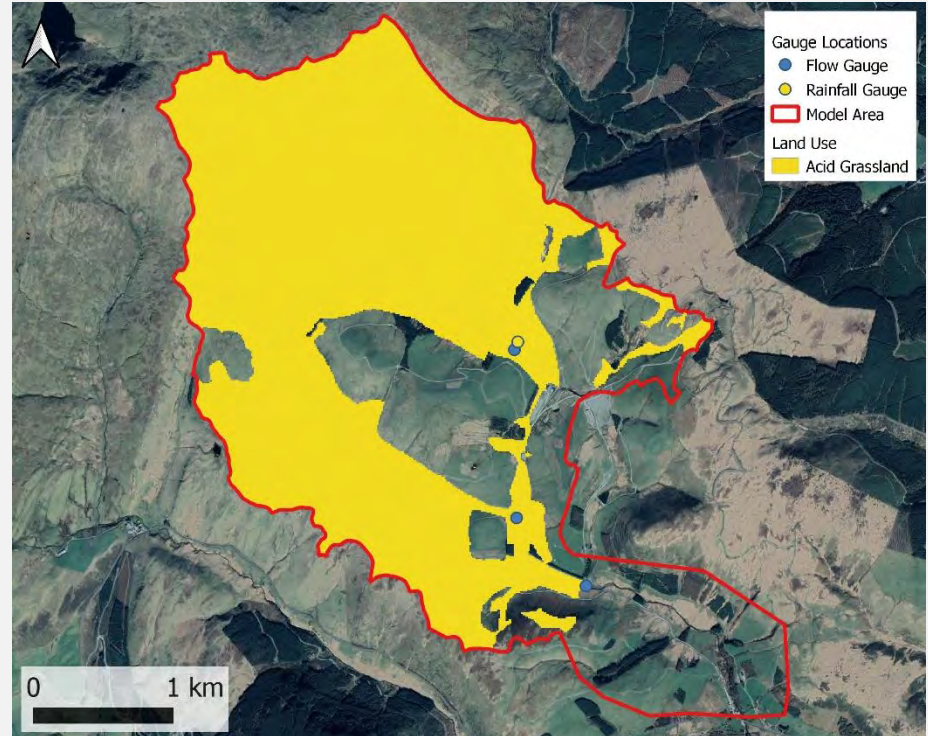 Gauge Locations
Flow Gauge
Rainfall Gauge
Model Area
Land Use
Acid Grassland
0 1 km